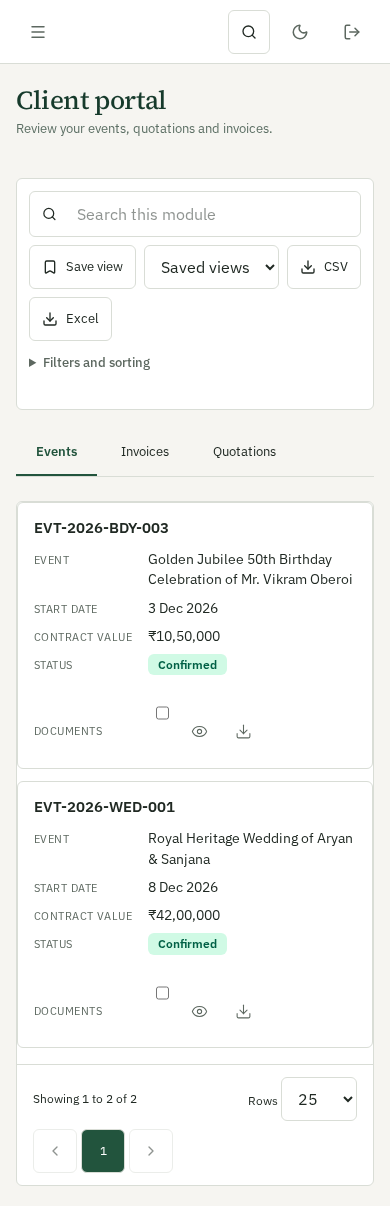 Client portal
Review your events, quotations and invoices.
Search this module
Save view
Saved views
CSV
Excel
Filters and sorting
Events
Invoices
Quotations
EVT-2026-BDY-003
EVENT
Golden Jubilee 50th Birthday
Celebration of Mr. Vikram Oberoi
START DATE
3 Dec 2026
CONTRACT VALUE
₹10,50,000
STATUS
Confirmed
DOCUMENTS
EVT-2026-WED-001
EVENT
Royal Heritage Wedding of Aryan
& Sanjana
START DATE
8 Dec 2026
CONTRACT VALUE
₹42,00,000
STATUS
Confirmed
DOCUMENTS
Showing 1 to 2 of 2
Rows
25
1